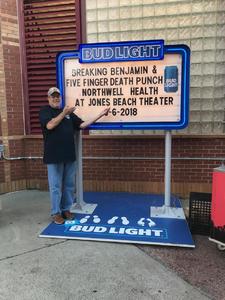 BUD LIGHT
BREAKING BENJAMIN &
FIVE FINGER DEATH PUNCH
NORTHWELL HEALTH
AT JONES BEACH THEATER
-6-2018
BUD LIGHT